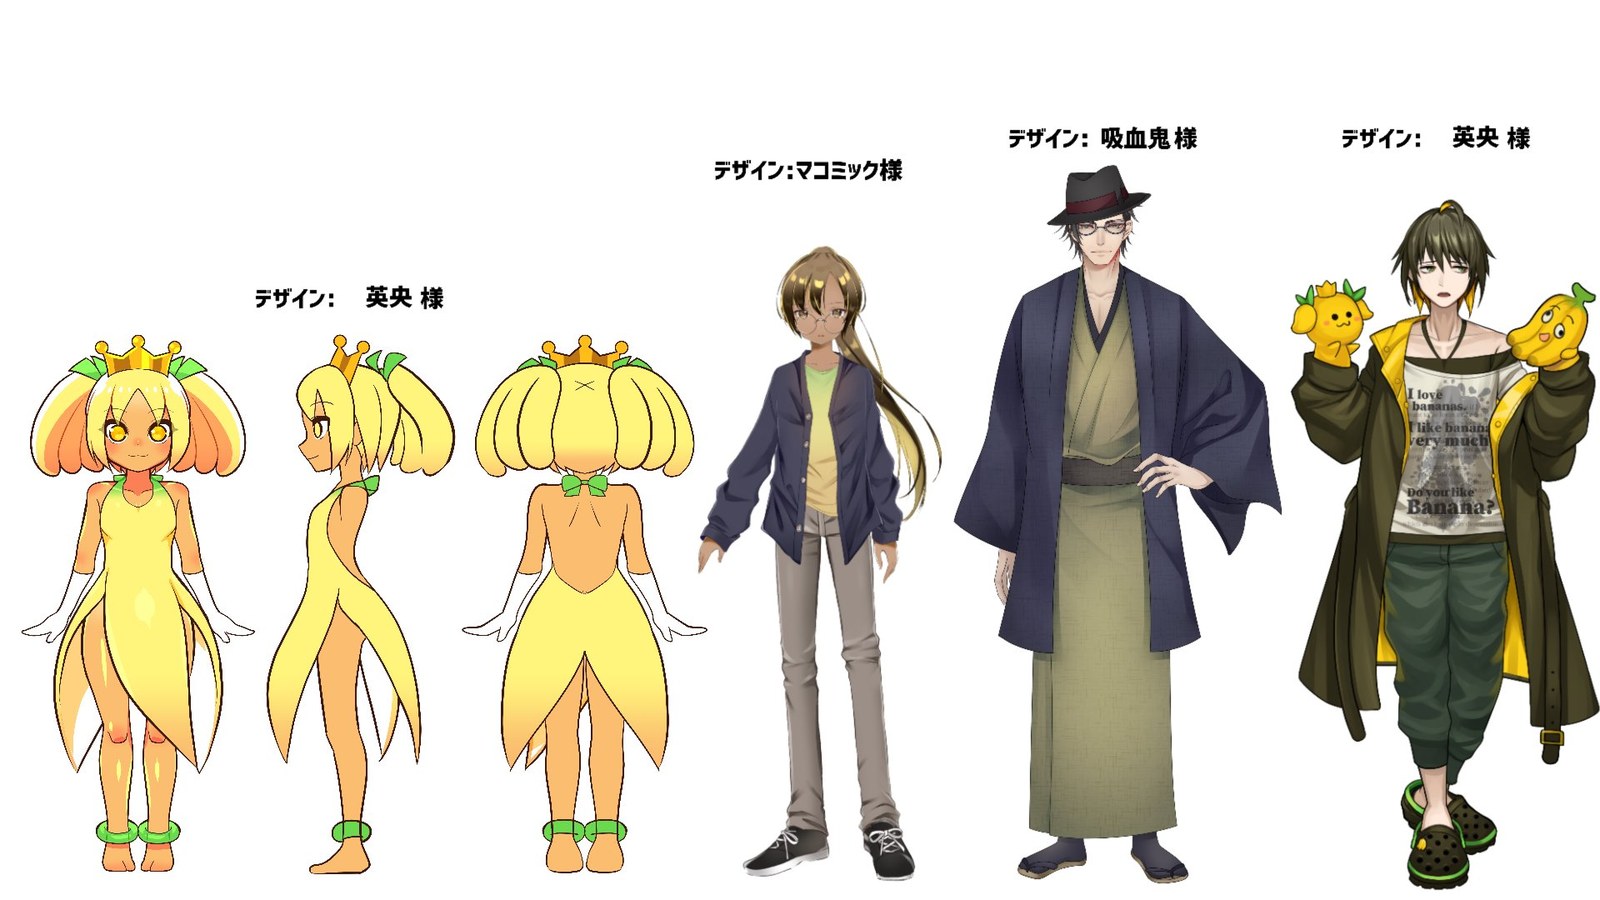 デザイン: 英央 様
デザイン:マコミック様
デザイン: 吸血鬼様
デザイン: 英央 様
I love
bananas.
I like banana
very much
Do you like
Banana?